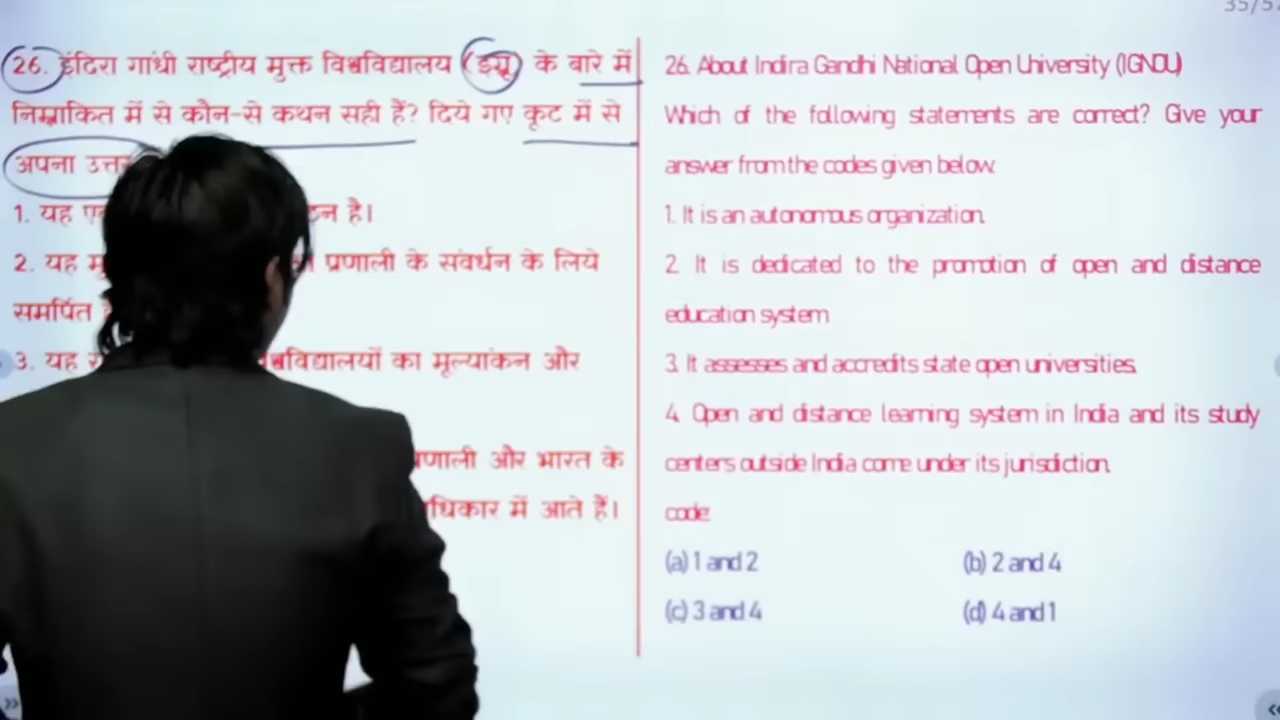 35/5
26. इंदिरा गांधी राष्ट्रीय मुक्त विश्वविद्यालय (इग्नू) के बारे में
निम्नांकित में से कौन-से कथन सही हैं? दिये गए कूट में से
अपना
1. यह है।
2. यह प्रणाली के संवर्धन के लिये
समर्पित
3. यह का मूल्यांकन और
और भारत के
में आते हैं।
26. About Indira Gandhi National Open University (IGNOU)
Which of the following statements are correct? Give your
answer from the codes given below.
1. It is an autonomous organization.
2. It is dedicated to the promotion of open and distance
education system
3. It assesses and accredits state open universities.
4. Open and distance learning system in India and its study
centers outside India come under its jurisdiction.
code:
(a) 1 and 2 (b) 2 and 4
(c) 3 and 4 (d) 4 and 1